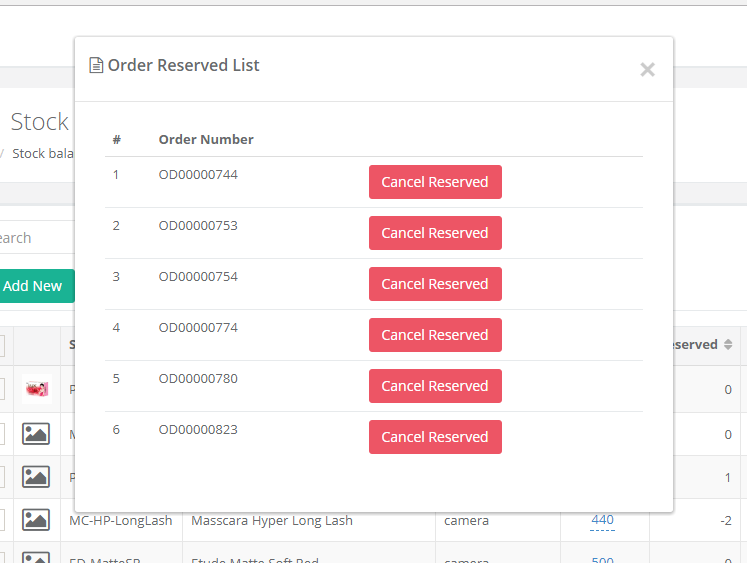 Order Reserved List
×
Stock
/ Stock bala
# Order Number
1 OD00000744 Cancel Reserved
2 OD00000753 Cancel Reserved
earch
3 OD00000754 Cancel Reserved
Add New
4 OD00000774 Cancel Reserved
S served
5 OD00000780 Cancel Reserved
P 0
6 OD00000823 Cancel Reserved
M 0
P 1
MC-HP-LongLash Masscara Hyper Long Lash camera 440 -2
ED-MatteSR Etude Matte Soft Red camera 500 0